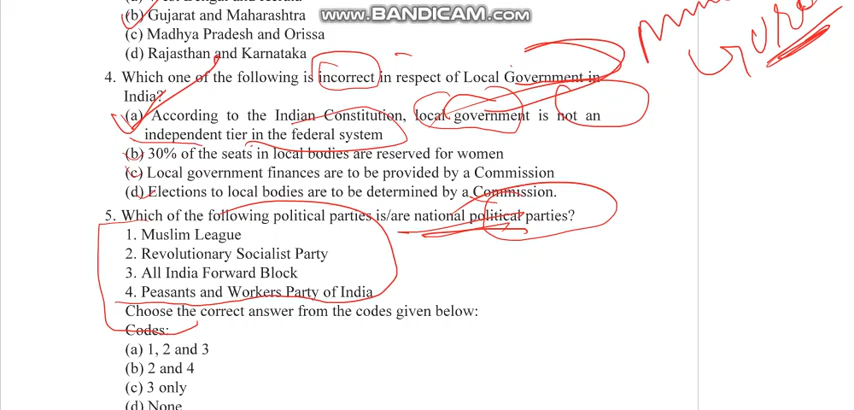 (b) Gujarat and Maharashtra
www.BANDICAM.com
(c) Madhya Pradesh and Orissa
(d) Rajasthan and Karnataka
4. Which one of the following is incorrect in respect of Local Government in
India?
(a) According to the Indian Constitution, local government is not an
independent tier in the federal system
(b) 30% of the seats in local bodies are reserved for women
(c) Local government finances are to be provided by a Commission
(d) Elections to local bodies are to be determined by a Commission.
5. Which of the following political parties is/are national political parties?
1. Muslim League
2. Revolutionary Socialist Party
3. All India Forward Block
4. Peasants and Workers Party of India
Choose the correct answer from the codes given below:
Codes:
(a) 1, 2 and 3
(b) 2 and 4
(c) 3 only
(d) None